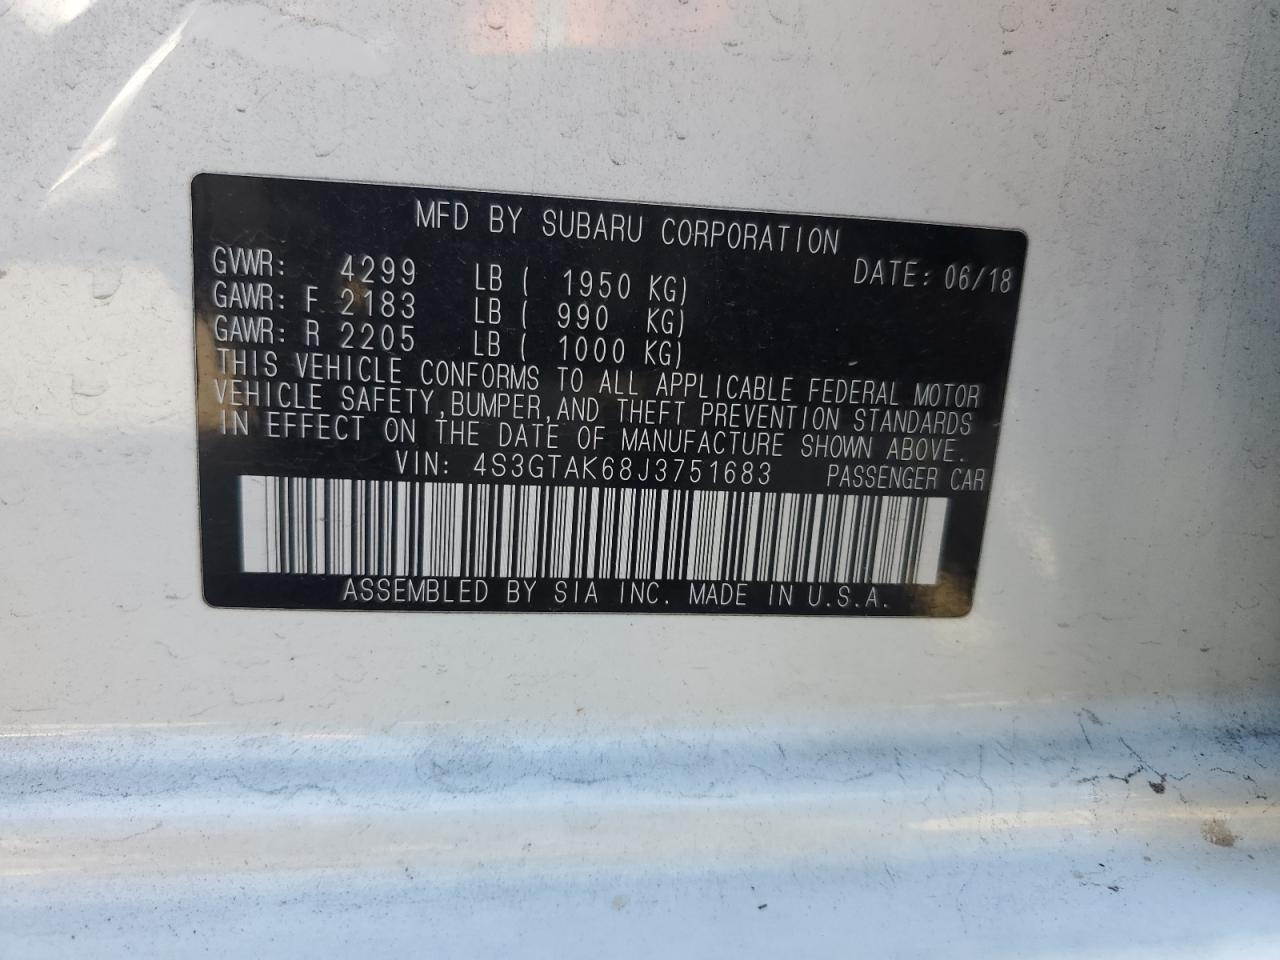 MFD BY SUBARU CORPORATION
GVWR: 4299 LB ( 1950 KG) DATE: 06/18
GAWR: F 2183 LB ( 990 KG)
GAWR: R 2205 LB ( 1000 KG)
THIS VEHICLE CONFORMS TO ALL APPLICABLE FEDERAL MOTOR
VEHICLE SAFETY,BUMPER,AND THEFT PREVENTION STANDARDS
IN EFFECT ON THE DATE OF MANUFACTURE SHOWN ABOVE.
VIN: 4S3GTAK68J3751683 PASSENGER CAR
ASSEMBLED BY SIA INC. MADE IN U.S.A.